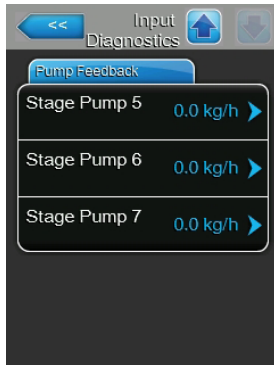 << Input
Diagnostics
Pump Feedback
Stage Pump 5 0.0 kg/h
Stage Pump 6 0.0 kg/h
Stage Pump 7 0.0 kg/h